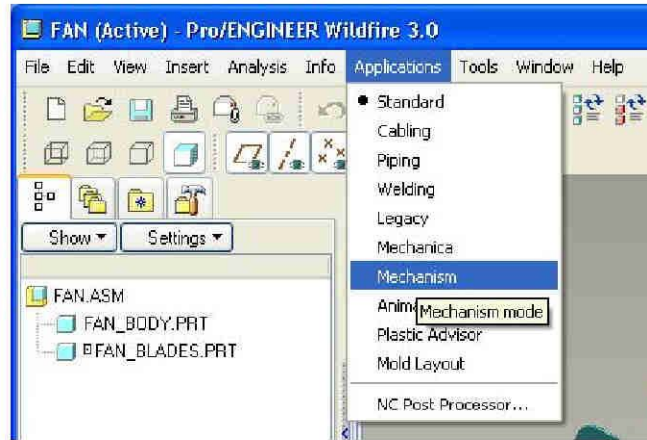 FAN (Active) - Pro/ENGINEER Wildfire 3.0
File Edit View Insert Analysis Info Applications Tools Window Help
Standard
Cabling
Piping
Welding
Legacy
Mechanica
Mechanism
Mechanism mode
Plastic Advisor
Mold Layout
NC Post Processor...
Show Settings
FAN.ASM
FAN_BODY.PRT
FAN_BLADES.PRT